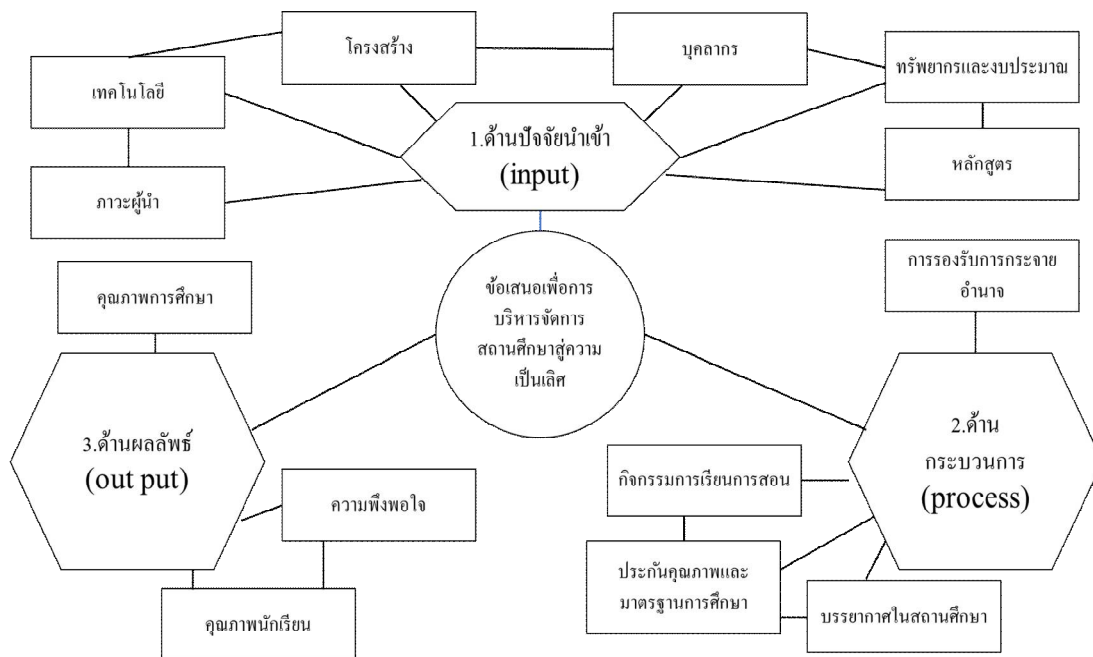 โครงสร้าง
บุคลากร
เทคโนโลยี
ทรัพยากรและงบประมาณ
1.ด้านปัจจัยนำเข้า
(input)
ภาวะผู้นำ
หลักสูตร
ข้อเสนอเพื่อการ
บริหารจัดการ
สถานศึกษาสู่ความ
เป็นเลิศ
คุณภาพการศึกษา
การรองรับการกระจาย
อำนาจ
3.ด้านผลลัพธ์
(out put)
2.ด้าน
กระบวนการ
(process)
ความพึงพอใจ
คุณภาพนักเรียน
กิจกรรมการเรียนการสอน
ประกันคุณภาพและ
มาตรฐานการศึกษา
บรรยากาศในสถานศึกษา